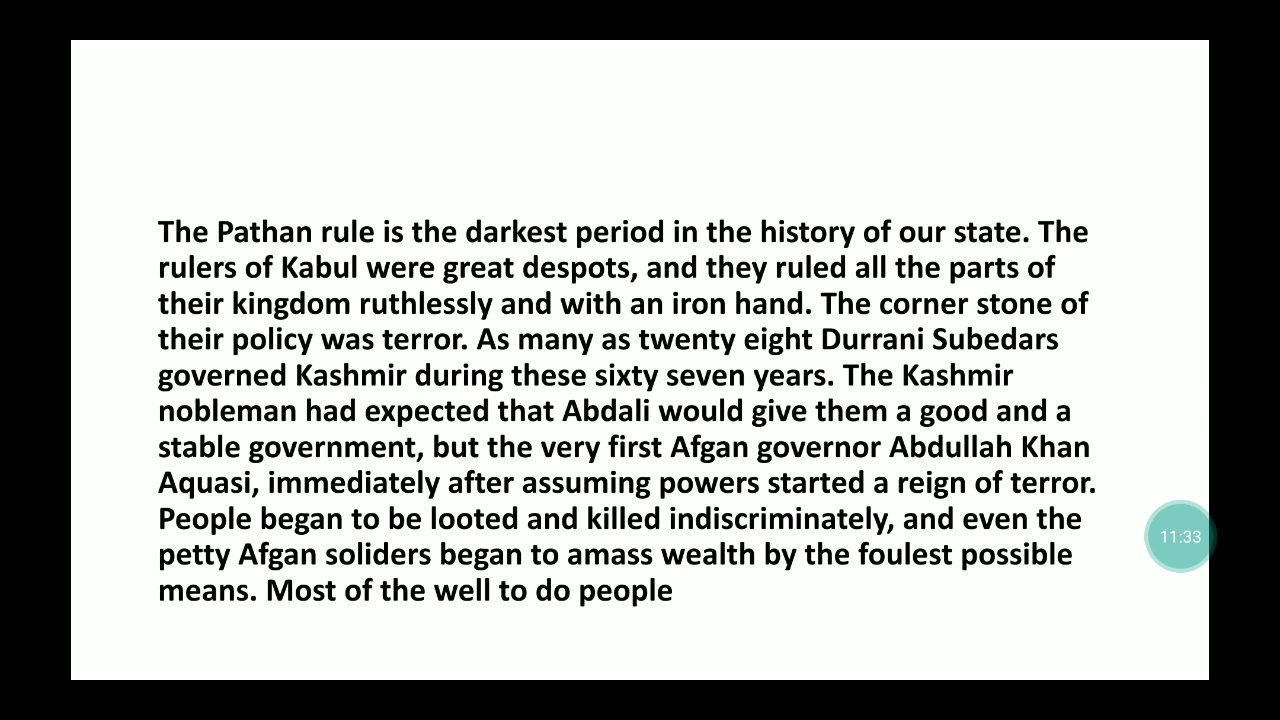 The Pathan rule is the darkest period in the history of our state. The
rulers of Kabul were great despots, and they ruled all the parts of
their kingdom ruthlessly and with an iron hand. The corner stone of
their policy was terror. As many as twenty eight Durrani Subedars
governed Kashmir during these sixty seven years. The Kashmir
nobleman had expected that Abdali would give them a good and a
stable government, but the very first Afgan governor Abdullah Khan
Aquasi, immediately after assuming powers started a reign of terror.
People began to be looted and killed indiscriminately, and even the
petty Afgan soliders began to amass wealth by the foulest possible
means. Most of the well to do people
11:33